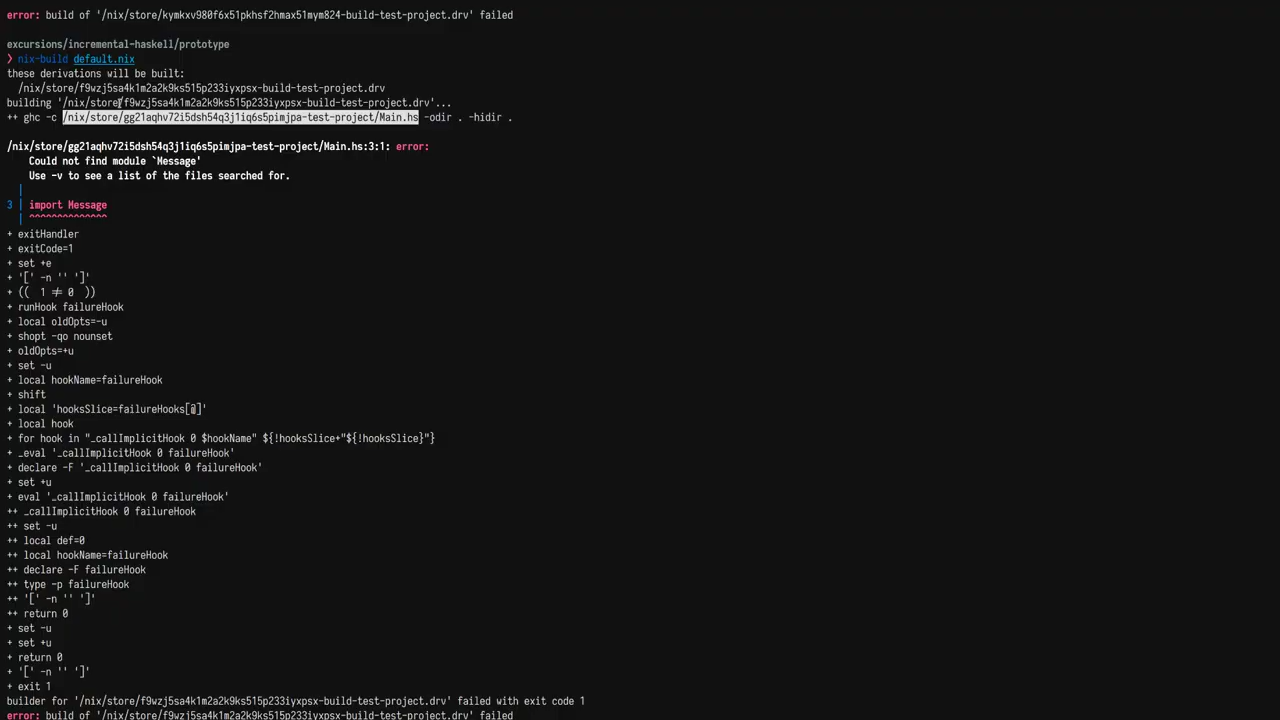 error: build of '/nix/store/kymkxv980f6x51pkhsf2hmax51mym824-build-test-project.drv' failed
excursions/incremental-haskell/prototype
❯ nix-build default.nix
these derivations will be built:
/nix/store/f9wzj5sa4k1m2a2k9ks515p233iyxpsx-build-test-project.drv
building '/nix/store/f9wzj5sa4k1m2a2k9ks515p233iyxpsx-build-test-project.drv'...
++ ghc -c /nix/store/gg21aqhv72i5dsh54q3j1iq6s5pimjpa-test-project/Main.hs -odir . -hidir .
/nix/store/gg21aqhv72i5dsh54q3j1iq6s5pimjpa-test-project/Main.hs:3:1: error:
Could not find module `Message'
Use -v to see a list of the files searched for.
|
3 | import Message
| ^^^^^^^^^^^^^^
+ exitHandler
+ exitCode=1
+ set +e
+ '[' -n '' ']'
+ (( 1 ≠ 0 ))
+ runHook failureHook
+ local oldOpts=-u
+ shopt -qo nounset
+ oldOpts=+u
+ set -u
+ local hookName=failureHook
+ shift
+ local 'hooksSlice=failureHooks[@]'
+ local hook
+ for hook in "_callImplicitHook 0 $hookName" ${!hooksSlice+"${!hooksSlice}"}
+ _eval '_callImplicitHook 0 failureHook'
+ declare -F '_callImplicitHook 0 failureHook'
+ set +u
+ eval '_callImplicitHook 0 failureHook'
++ _callImplicitHook 0 failureHook
++ set -u
++ local def=0
++ local hookName=failureHook
++ declare -F failureHook
++ type -p failureHook
++ '[' -n '' ']'
++ return 0
+ set -u
+ set +u
+ return 0
+ '[' -n '' ']'
+ exit 1
builder for '/nix/store/f9wzj5sa4k1m2a2k9ks515p233iyxpsx-build-test-project.drv' failed with exit code 1
error: build of '/nix/store/f9wzj5sa4k1m2a2k9ks515p233iyxpsx-build-test-project.drv' failed